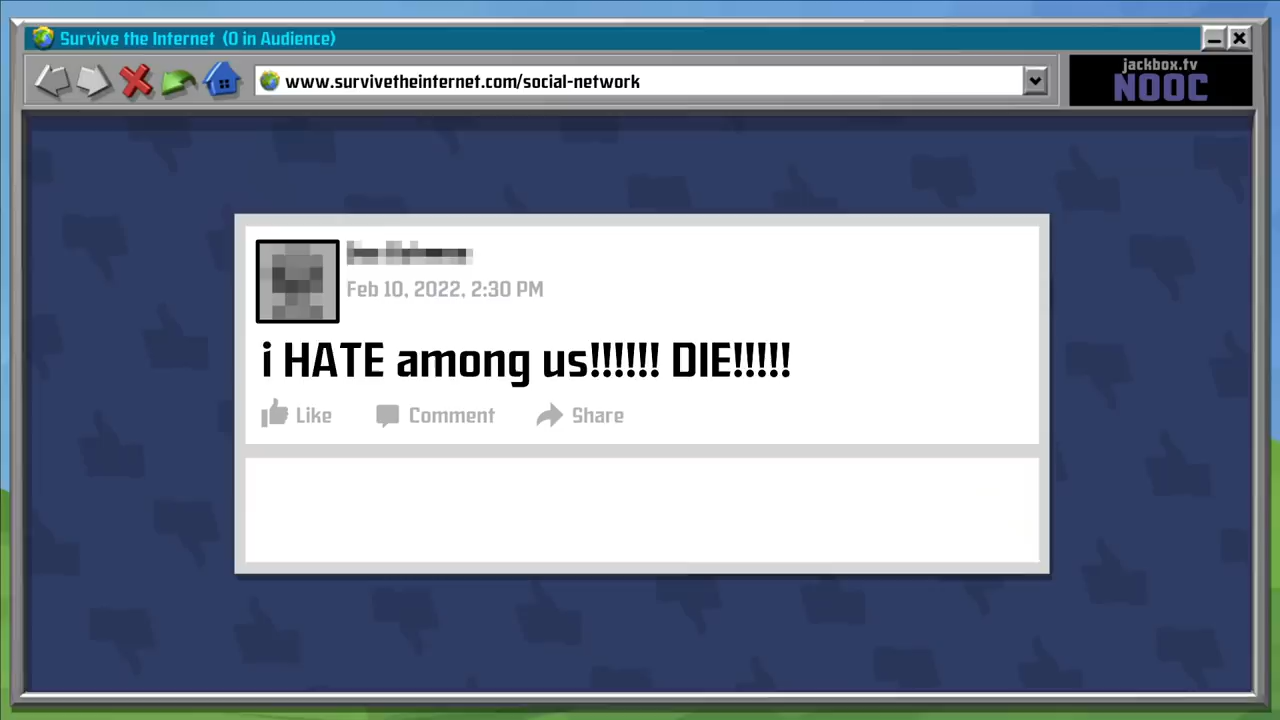 Survive the Internet (0 in Audience)
www.survivetheinternet.com/social-network
jackbox.tv
NOOC
Feb 10, 2022, 2:30 PM
i HATE among us!!!!!! DIE!!!!!
Like Comment Share